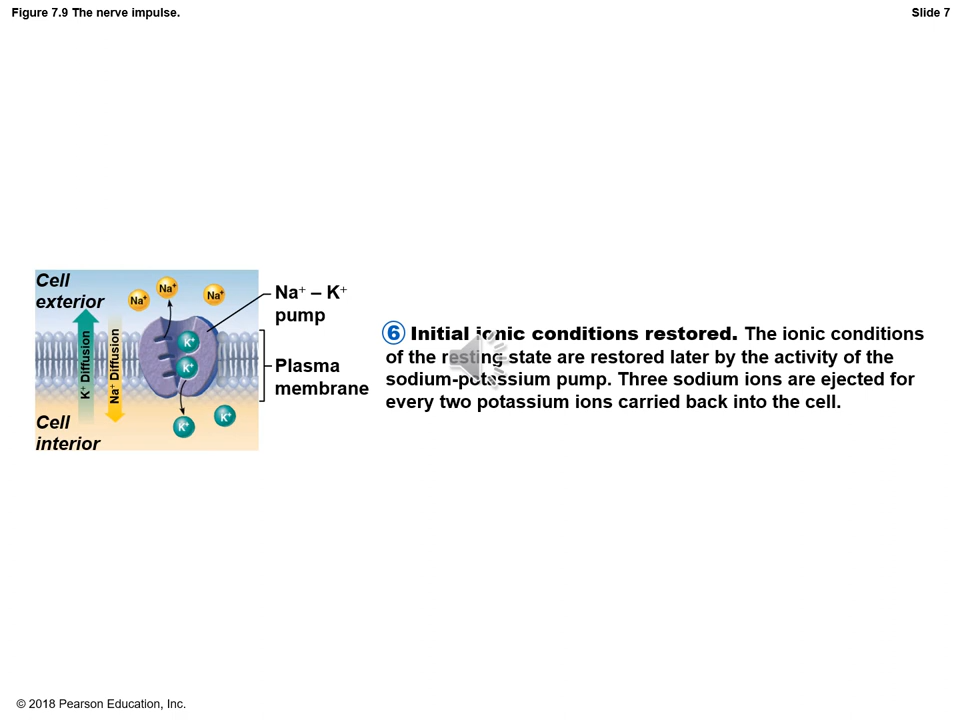 Figure 7.9 The nerve impulse.
Slide 7
Cell
exterior
Na⁺
Na⁺
Na⁺
Na⁺ – K⁺
pump
K⁺
K⁺
K⁺ Diffusion
Na⁺ Diffusion
Plasma
membrane
Cell
interior
K⁺
K⁺
6 Initial ionic conditions restored. The ionic conditions
of the resting state are restored later by the activity of the
sodium-potassium pump. Three sodium ions are ejected for
every two potassium ions carried back into the cell.
© 2018 Pearson Education, Inc.